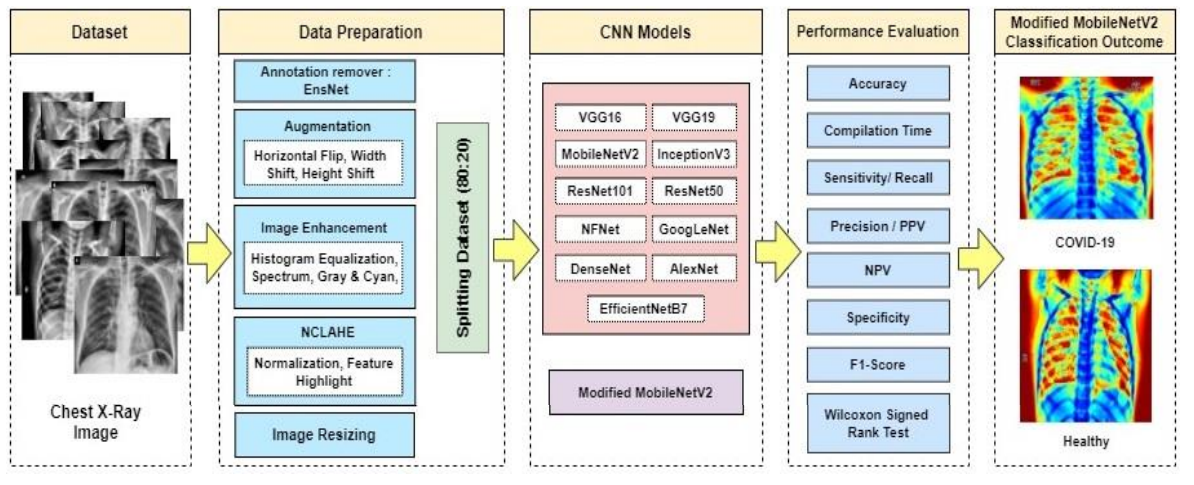 Dataset
Chest X-Ray
Image
Data Preparation
Annotation remover :
EnsNet
Augmentation
Horizontal Flip, Width
Shift, Height Shift
Image Enhancement
Histogram Equalization,
Spectrum, Gray & Cyan,
NCLAHE
Normalization, Feature
Highlight
Image Resizing
Splitting Dataset (80:20)
CNN Models
VGG16
VGG19
MobileNetV2
InceptionV3
ResNet101
ResNet50
NFNet
GoogLeNet
DenseNet
AlexNet
EfficientNetB7
Modified MobileNetV2
Performance Evaluation
Accuracy
Compilation Time
Sensitivity/ Recall
Precision / PPV
NPV
Specificity
F1-Score
Wilcoxon Signed
Rank Test
Modified MobileNetV2
Classification Outcome
COVID-19
Healthy